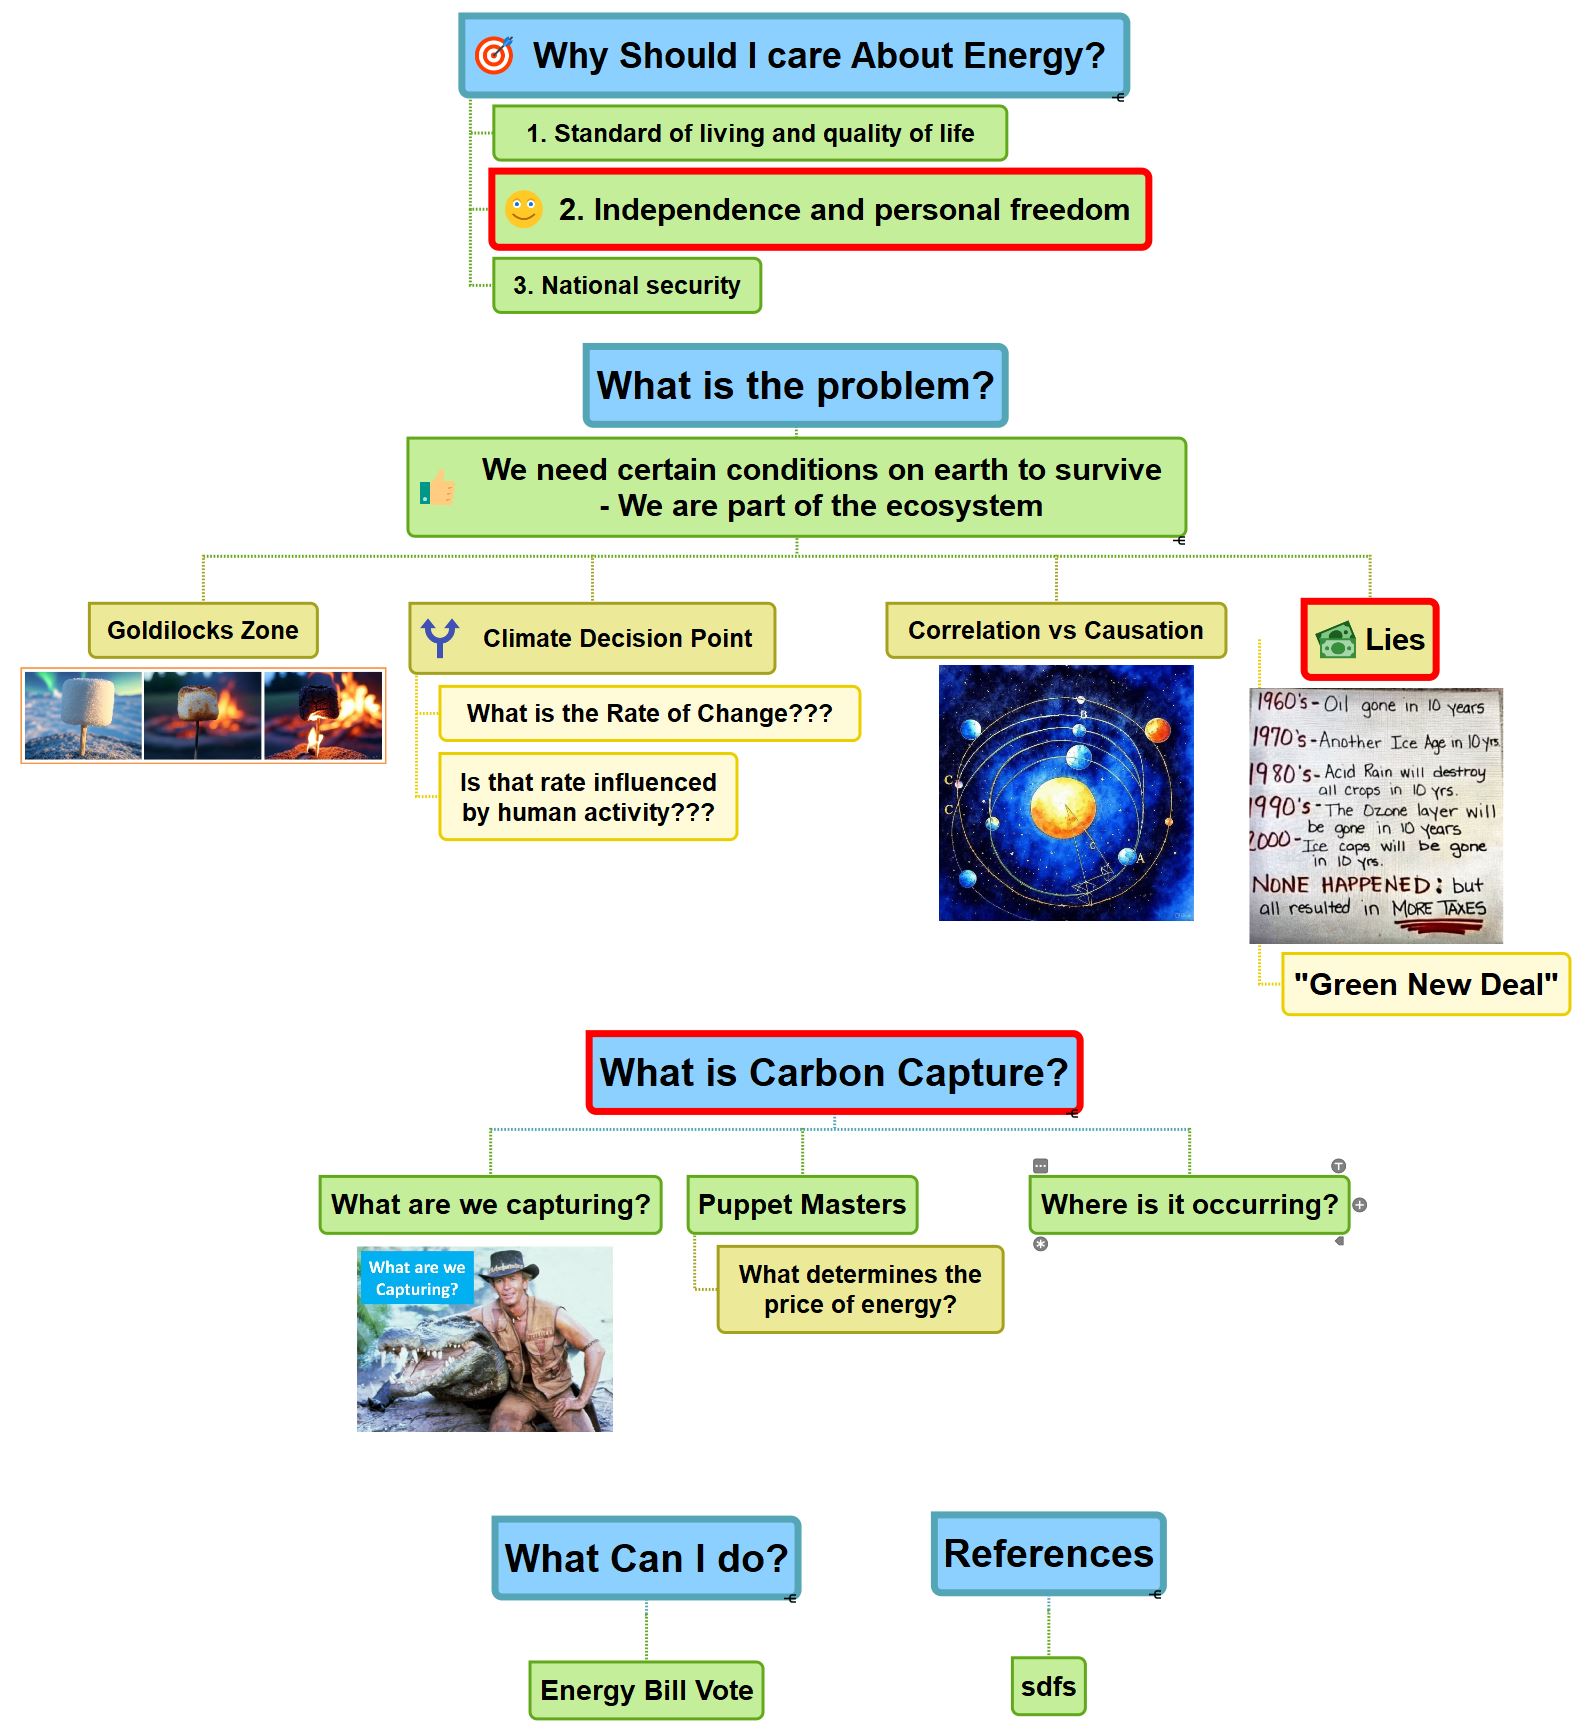 Why Should I care About Energy?
1. Standard of living and quality of life
2. Independence and personal freedom
3. National security
What is the problem?
We need certain conditions on earth to survive
- We are part of the ecosystem
Goldilocks Zone
Climate Decision Point
What is the Rate of Change???
Is that rate influenced
by human activity???
Correlation vs Causation
B
C
C
C
A
Lies
1960's - Oil gone in 10 years
1970's - Another Ice Age in 10 yrs.
1980's - Acid Rain will destroy
all crops in 10 yrs.
1990's - The Ozone layer will
be gone in 10 years
2000 - Ice caps will be gone
in 10 yrs.
NONE HAPPENED: but
all resulted in MORE TAXES
"Green New Deal"
What is Carbon Capture?
What are we capturing?
What are we
Capturing?
Puppet Masters
What determines the
price of energy?
Where is it occurring?
What Can I do?
Energy Bill Vote
References
sdfs